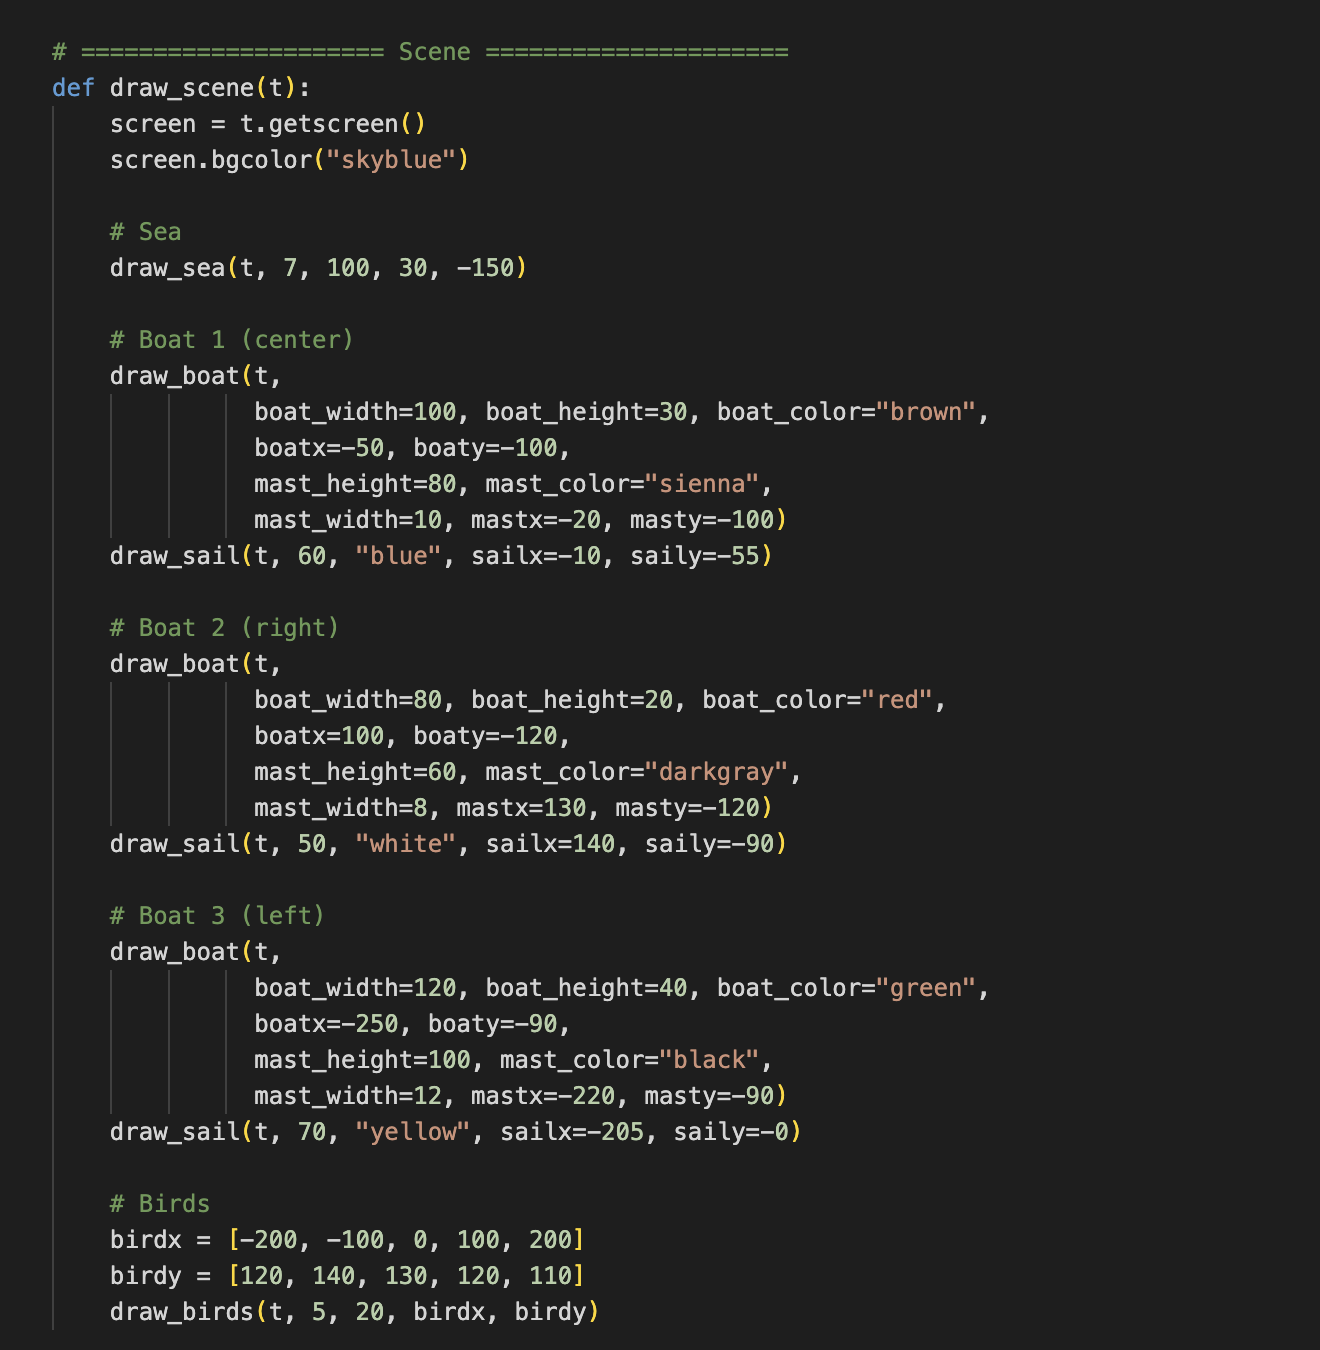 # ===================== Scene =====================
def draw_scene(t):
    screen = t.getscreen()
    screen.bgcolor("skyblue")

    # Sea
    draw_sea(t, 7, 100, 30, -150)

    # Boat 1 (center)
    draw_boat(t,
              boat_width=100, boat_height=30, boat_color="brown",
              boatx=-50, boaty=-100,
              mast_height=80, mast_color="sienna",
              mast_width=10, mastx=-20, masty=-100)
    draw_sail(t, 60, "blue", sailx=-10, saily=-55)

    # Boat 2 (right)
    draw_boat(t,
              boat_width=80, boat_height=20, boat_color="red",
              boatx=100, boaty=-120,
              mast_height=60, mast_color="darkgray",
              mast_width=8, mastx=130, masty=-120)
    draw_sail(t, 50, "white", sailx=140, saily=-90)

    # Boat 3 (left)
    draw_boat(t,
              boat_width=120, boat_height=40, boat_color="green",
              boatx=-250, boaty=-90,
              mast_height=100, mast_color="black",
              mast_width=12, mastx=-220, masty=-90)
    draw_sail(t, 70, "yellow", sailx=-205, saily=-0)

    # Birds
    birdx = [-200, -100, 0, 100, 200]
    birdy = [120, 140, 130, 120, 110]
    draw_birds(t, 5, 20, birdx, birdy)